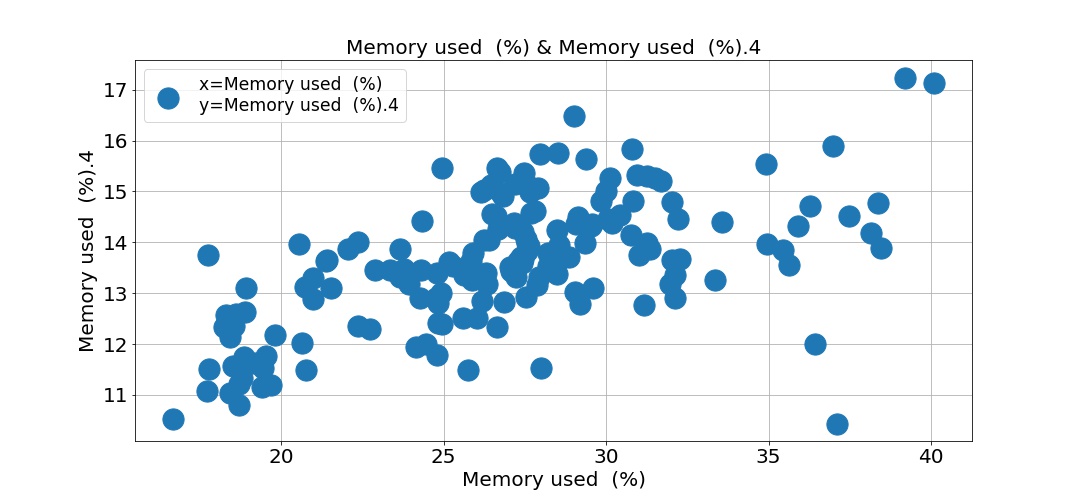 Memory used  (%) & Memory used  (%).4
x=Memory used  (%)
y=Memory used  (%).4
17
16
15
14
13
12
11
Memory used  (%).4
20 25 30 35 40
Memory used  (%)